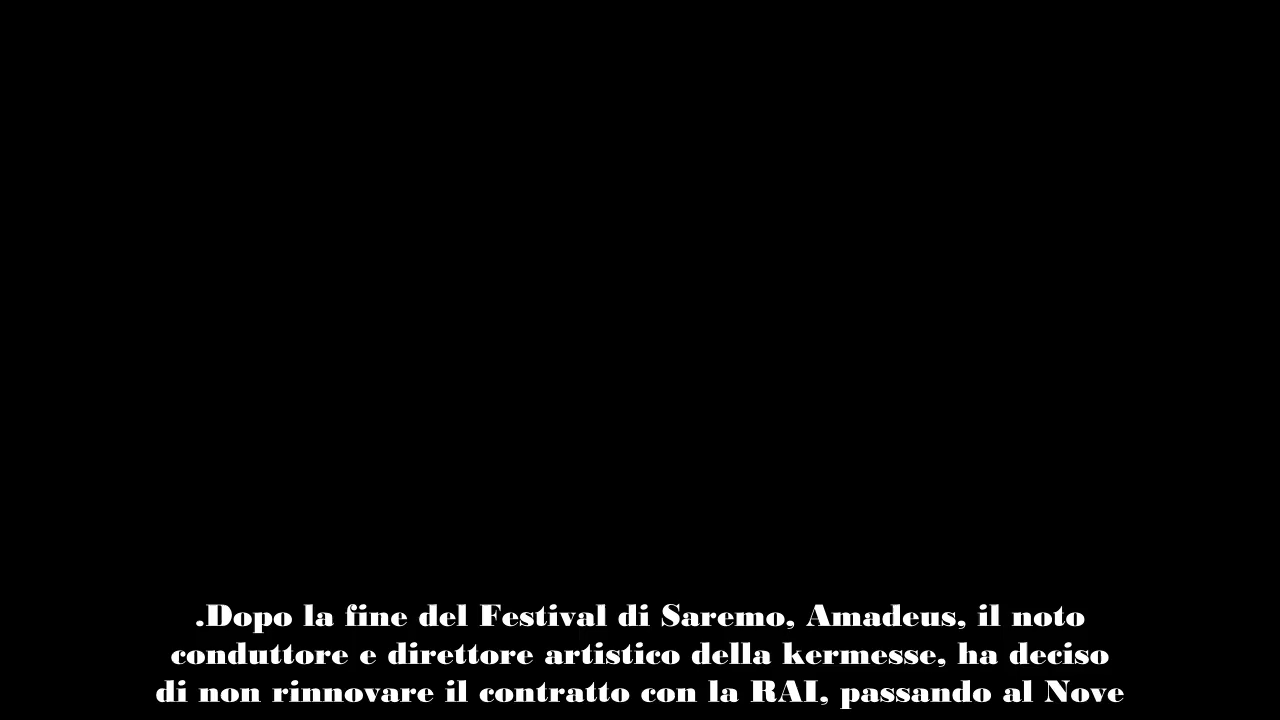 .Dopo la fine del Festival di Saremo, Amadeus, il noto
conduttore e direttore artistico della kermesse, ha deciso
di non rinnovare il contratto con la RAI, passando al Nove